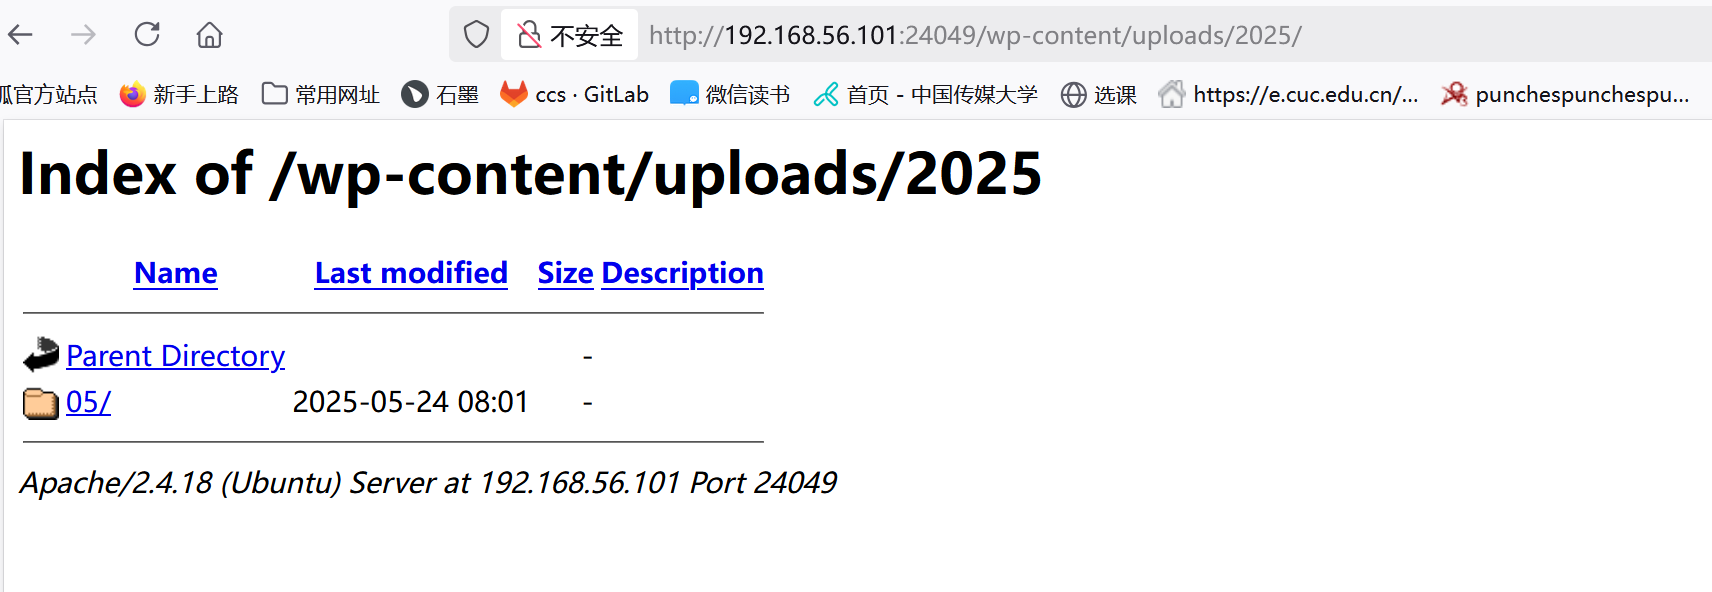 不安全 http://192.168.56.101:24049/wp-content/uploads/2025/
狐官方站点 新手上路 常用网址 石墨 ccs · GitLab 微信读书 首页 - 中国传媒大学 选课 https://e.cuc.edu.cn/... punchespunchespu...
Index of /wp-content/uploads/2025
Name Last modified Size Description
Parent Directory -
05/ 2025-05-24 08:01 -
Apache/2.4.18 (Ubuntu) Server at 192.168.56.101 Port 24049